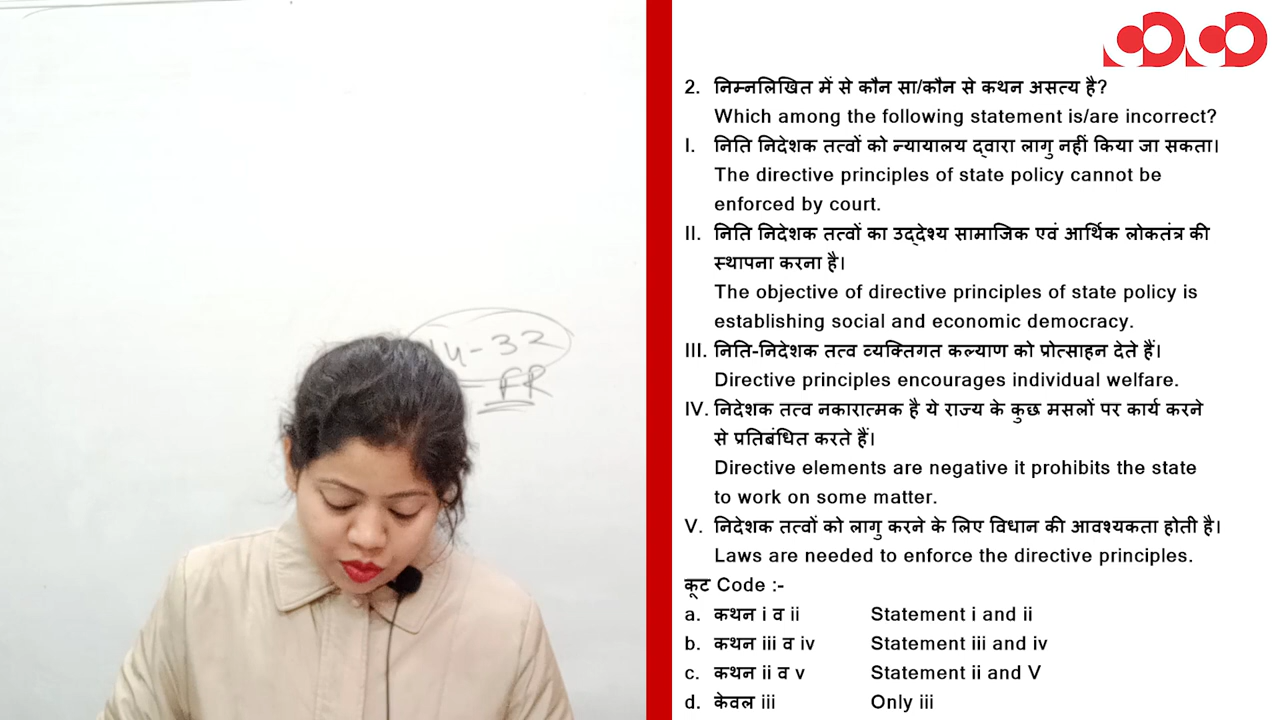 14-32
FR
2. निम्नलिखित में से कौन सा/कौन से कथन असत्य है?
Which among the following statement is/are incorrect?
I. निति निदेशक तत्वों को न्यायालय द्वारा लागु नहीं किया जा सकता।
The directive principles of state policy cannot be
enforced by court.
II. निति निदेशक तत्वों का उद्देश्य सामाजिक एवं आर्थिक लोकतंत्र की
स्थापना करना है।
The objective of directive principles of state policy is
establishing social and economic democracy.
III. निति-निदेशक तत्व व्यक्तिगत कल्याण को प्रोत्साहन देते हैं।
Directive principles encourages individual welfare.
IV. निदेशक तत्व नकारात्मक है ये राज्य के कुछ मसलों पर कार्य करने
से प्रतिबंधित करते हैं।
Directive elements are negative it prohibits the state
to work on some matter.
V. निदेशक तत्वों को लागु करने के लिए विधान की आवश्यकता होती है।
Laws are needed to enforce the directive principles.
कूट Code :-
a. कथन i व ii Statement i and ii
b. कथन iii व iv Statement iii and iv
c. कथन ii व v Statement ii and V
d. केवल iii Only iii